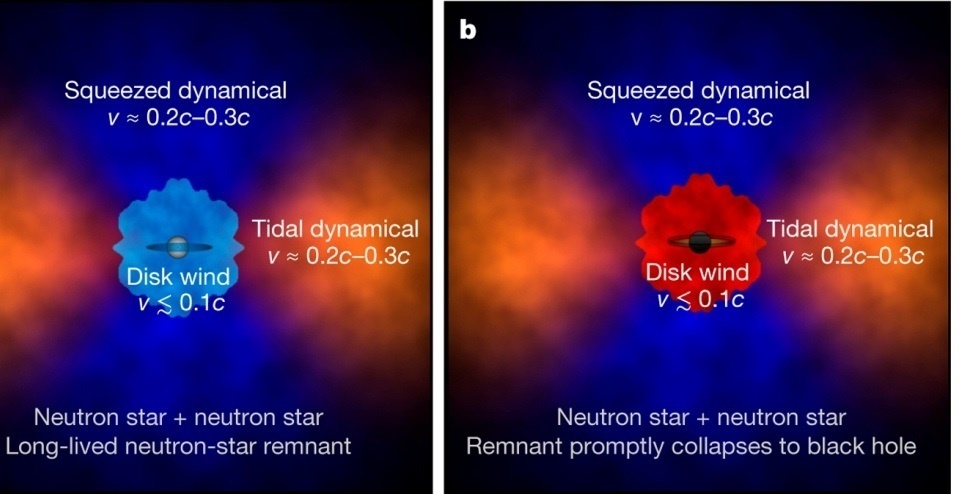 Squeezed dynamical
v ≈ 0.2c–0.3c
Tidal dynamical
v ≈ 0.2c–0.3c
Disk wind
v ≲ 0.1c
Neutron star + neutron star
Long-lived neutron-star remnant
b
Squeezed dynamical
v ≈ 0.2c–0.3c
Tidal dynamical
v ≈ 0.2c–0.3c
Disk wind
v ≲ 0.1c
Neutron star + neutron star
Remnant promptly collapses to black hole